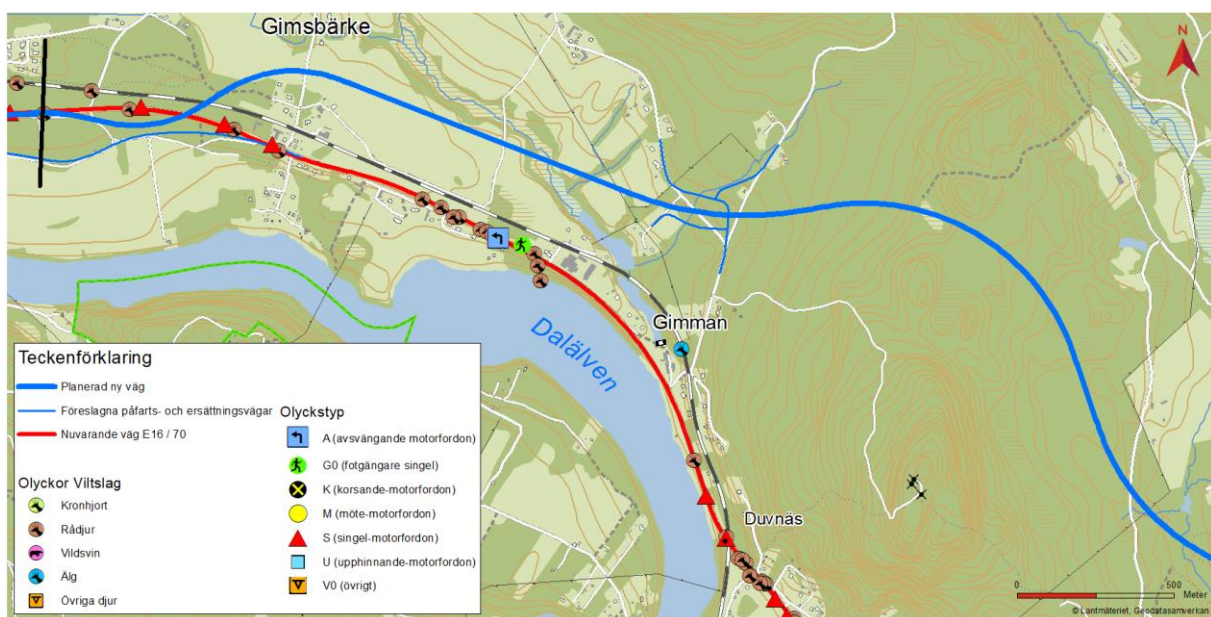 Gimsbärke
N
Gimman
Dalälven
Duvnäs
Teckenförklaring
Planerad ny väg
Föreslagna påfarts- och ersättningsvägar
Nuvarande väg E16 / 70
Olyckor Viltslag
Kronhjort
Rådjur
Vildsvin
Älg
Övriga djur
Olyckstyp
A (avsvängande motorfordon)
G0 (fotgängare singel)
K (korsande-motorfordon)
M (möte-motorfordon)
S (singel-motorfordon)
U (upphinnande-motorfordon)
V0 (övrigt)
0 500
Meter
© Lantmäteriet, Geodatasamverkan